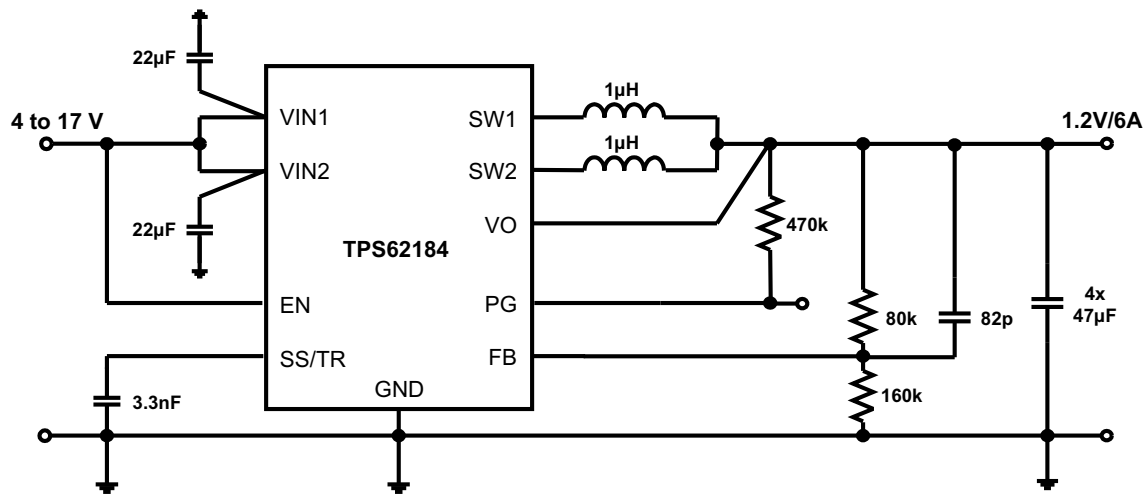 22µF
4 to 17 V
22µF
VIN1
VIN2
EN
SS/TR
3.3nF
TPS62184
GND
SW1
SW2
VO
PG
FB
1µH
1µH
1.2V/6A
470k
80k
82p
4x
47µF
160k